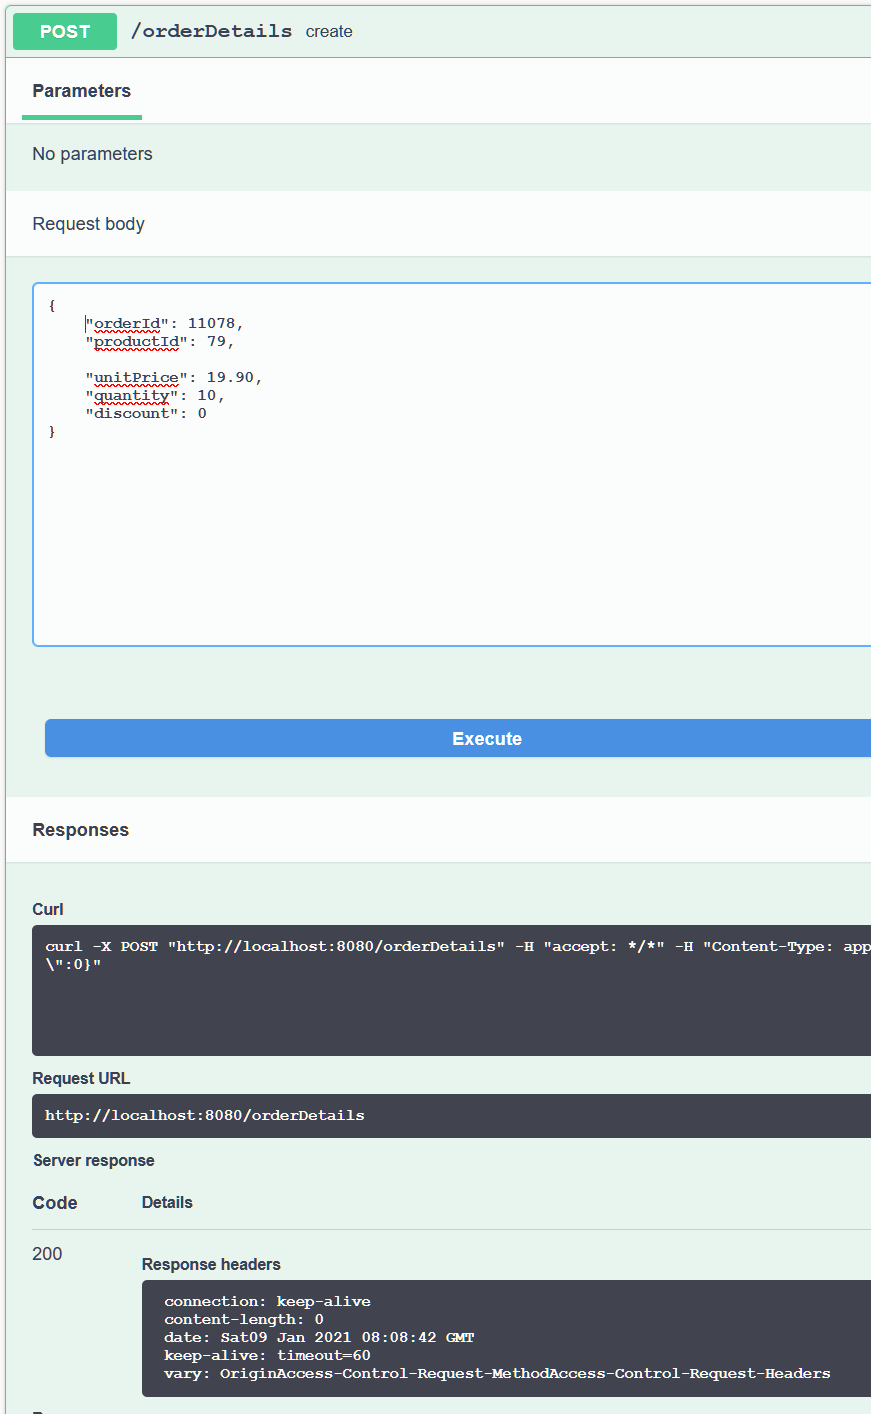 POST /orderDetails create
Parameters
No parameters
Request body
{
"orderId": 11078,
"productId": 79,
"unitPrice": 19.90,
"quantity": 10,
"discount": 0
}
Execute
Responses
Curl
curl -X POST "http://localhost:8080/orderDetails" -H "accept: */*" -H "Content-Type: app
\":0}"
Request URL
http://localhost:8080/orderDetails
Server response
Code Details
200
Response headers
connection: keep-alive
content-length: 0
date: Sat09 Jan 2021 08:08:42 GMT
keep-alive: timeout=60
vary: OriginAccess-Control-Request-MethodAccess-Control-Request-Headers